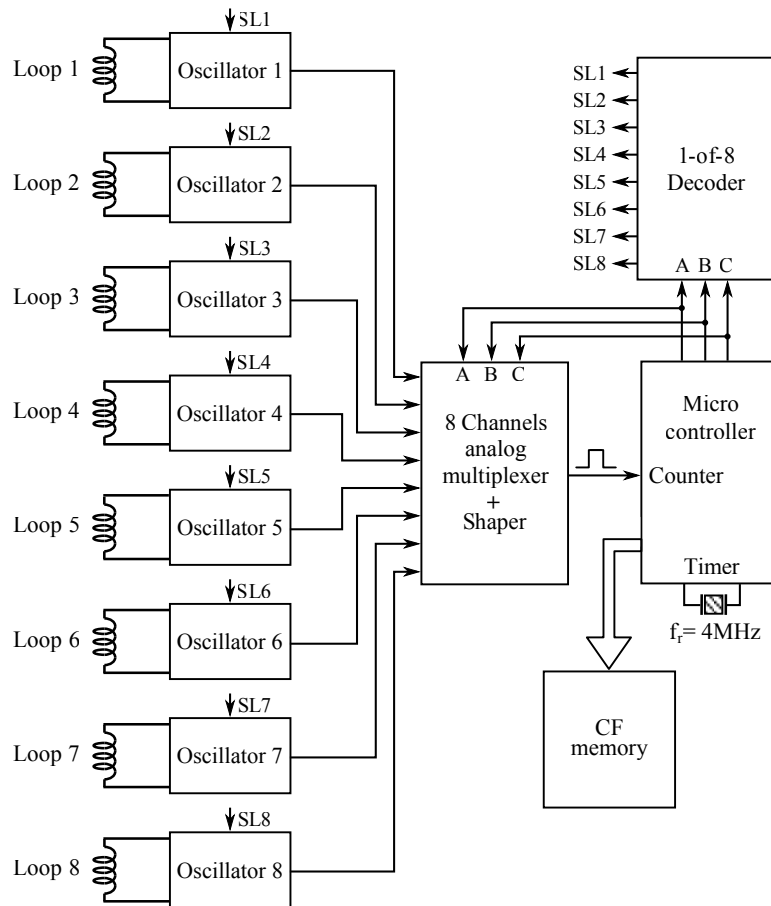 SL1
Loop 1
Oscillator 1
SL2
Loop 2
Oscillator 2
SL3
Loop 3
Oscillator 3
SL4
Loop 4
Oscillator 4
SL5
Loop 5
Oscillator 5
SL6
Loop 6
Oscillator 6
SL7
Loop 7
Oscillator 7
SL8
Loop 8
Oscillator 8
A B C
8 Channels
analog
multiplexer
+
Shaper
SL1
SL2
SL3
SL4
SL5
SL6
SL7
SL8
1-of-8
Decoder
A B C
Micro
controller
Counter
Timer
fr= 4MHz
CF
memory